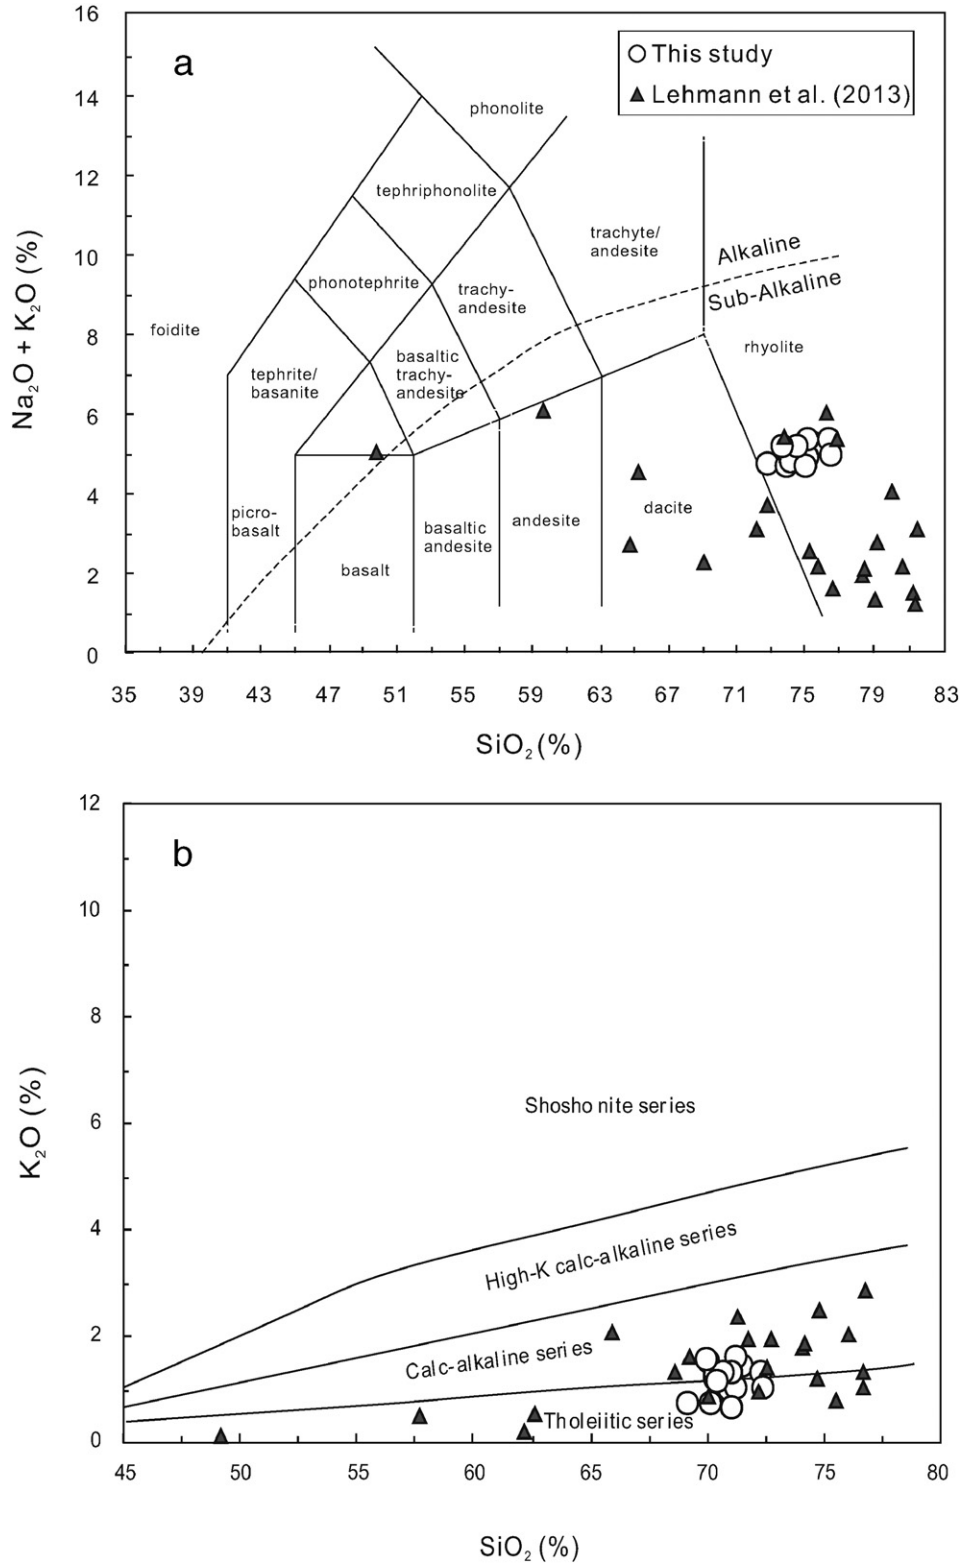 16
a
This study
Lehmann et al. (2013)
14
phonolite
12
tephriphonolite
trachyte/
andesite
Alkaline
10
Sub-Alkaline
phonotephrite
trachy-
andesite
8
foidite
rhyolite
basaltic
trachy-
andesite
tephrite/
basanite
6
4
picro-
basalt
basaltic
andesite
andesite
dacite
basalt
2
0
Na2O + K2O (%)
35 39 43 47 51 55 59 63 67 71 75 79 83
SiO2 (%)
12
b
10
8
6
Shosho nite series
4
High-K calc-alkaline series
2
Calc-alkaline series
Tholeiitic series
0
K2O (%)
45 50 55 60 65 70 75 80
SiO2 (%)